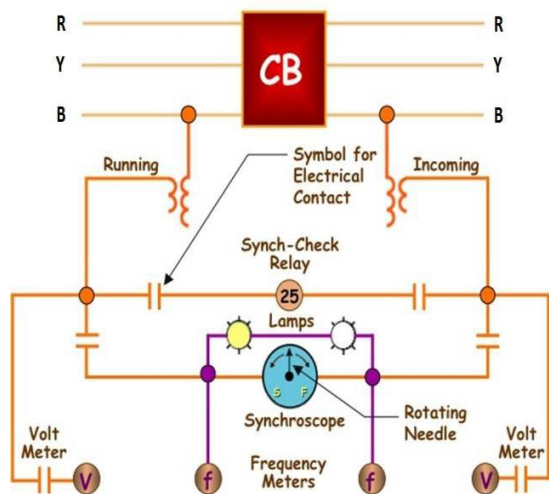 R
R
Y
CB
Y
B
B
Running
Symbol for
Electrical
Contact
Incoming
Synch-Check
Relay
25
Lamps
S F
Synchroscope
Rotating
Needle
Volt
Meter
Frequency
Meters
Volt
Meter
V
f
f
V